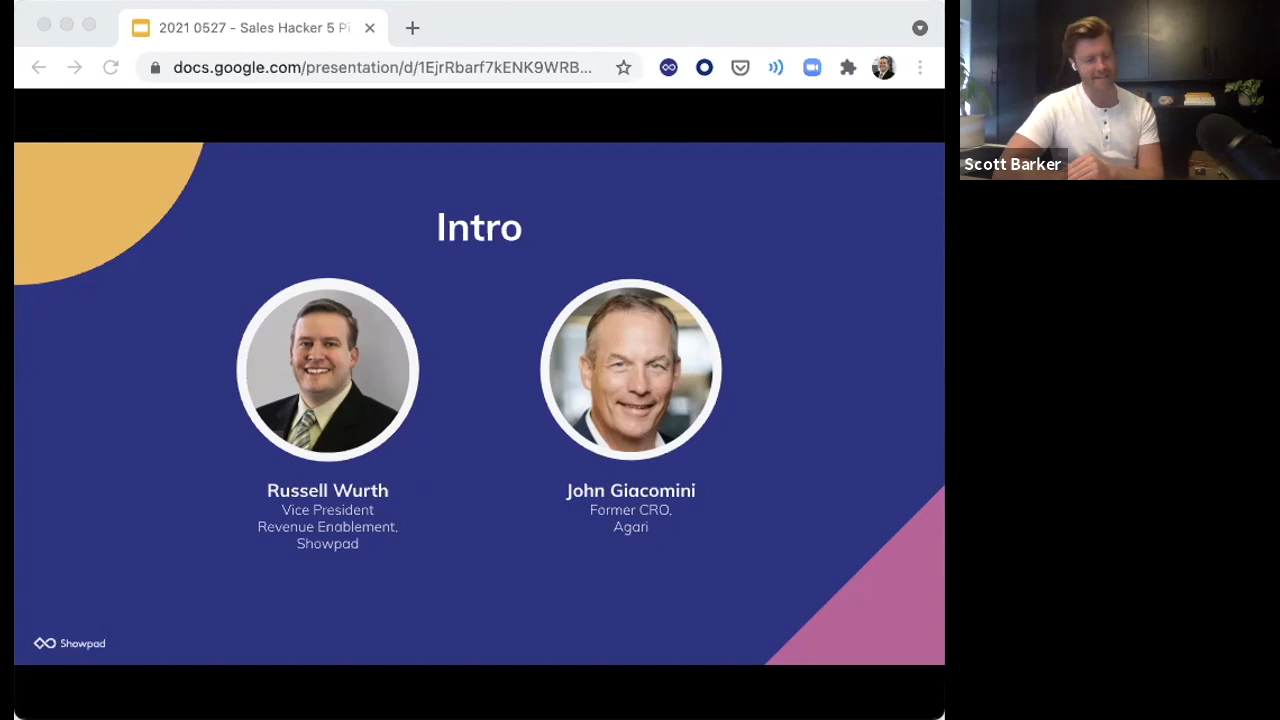 2021 0527 - Sales Hacker 5 Pi
docs.google.com/presentation/d/1EjrRbarf7kENK9WRB...
Scott Barker
Intro
Russell Wurth
Vice President
Revenue Enablement,
Showpad
John Giacomini
Former CRO,
Agari
Showpad